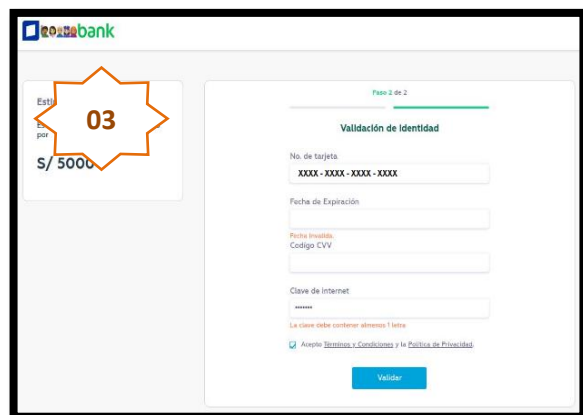 bank
Paso 2 de 2
03
por
S/ 5000
Validación de Identidad
No. de tarjeta
XXXX - XXXX - XXXX - XXXX
Fecha de Expiración
Fecha Invalida.
Codigo CVV
Clave de Internet
•••••••
La clave debe contener almenos 1 letra
Acepto Términos y Condiciones y la Política de Privacidad.
Validar